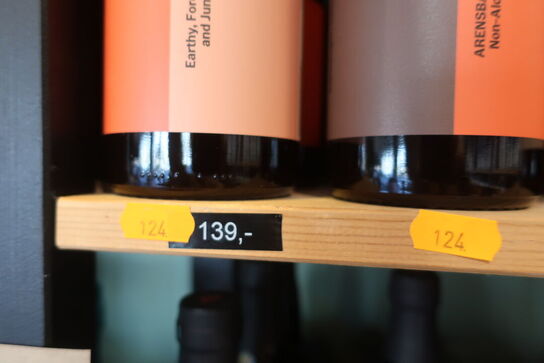 Earthy, For
and Jun
ARENSBA
Non-Alc
124
139,-
124